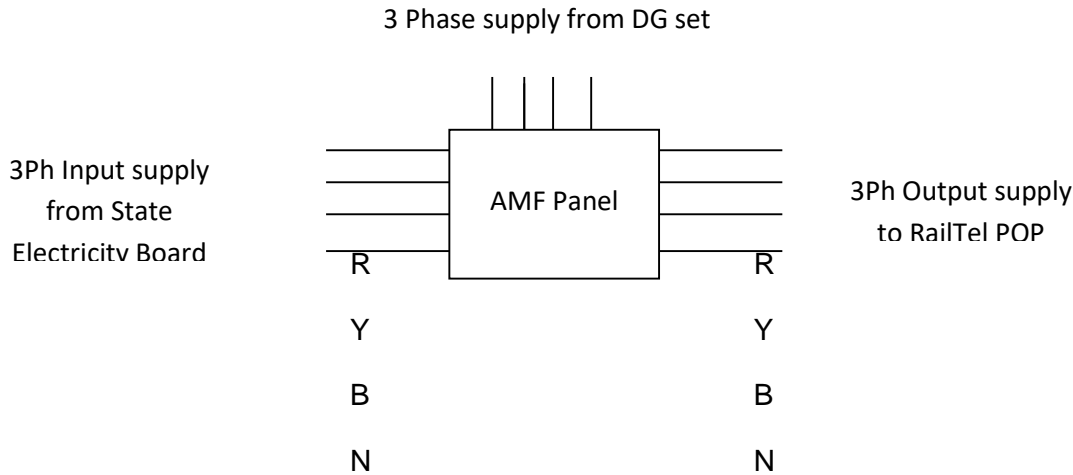 3 Phase supply from DG set
3Ph Input supply
from State
Electricity Board
AMF Panel
3Ph Output supply
to RailTel POP
R
Y
B
N
R
Y
B
N